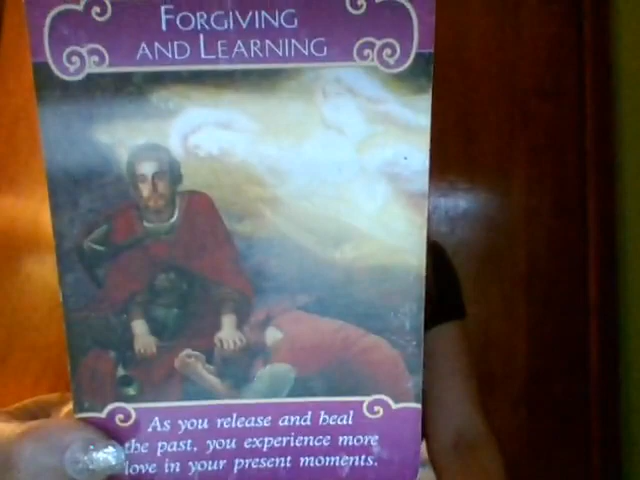 FORGIVING
AND LEARNING
As you release and heal
the past, you experience more
love in your present moments.